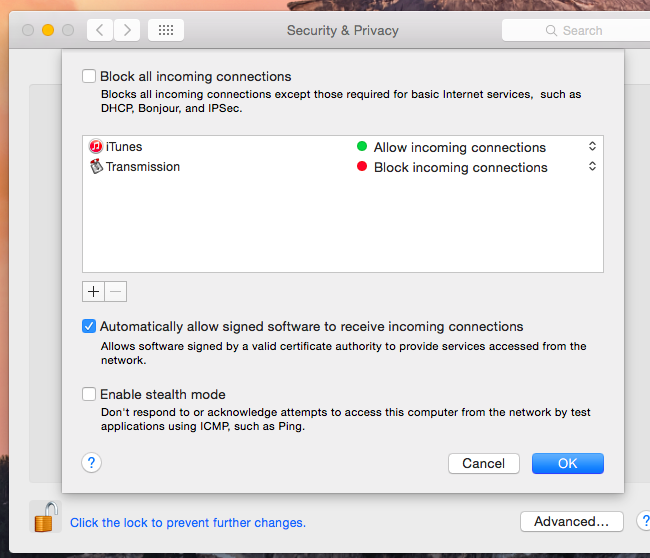 Security & Privacy
Search
Block all incoming connections
Blocks all incoming connections except those required for basic Internet services, such as
DHCP, Bonjour, and IPSec.
iTunes Allow incoming connections
Transmission Block incoming connections
+ −
Automatically allow signed software to receive incoming connections
Allows software signed by a valid certificate authority to provide services accessed from the
network.
Enable stealth mode
Don't respond to or acknowledge attempts to access this computer from the network by test
applications using ICMP, such as Ping.
? Cancel OK
Click the lock to prevent further changes. Advanced... ?